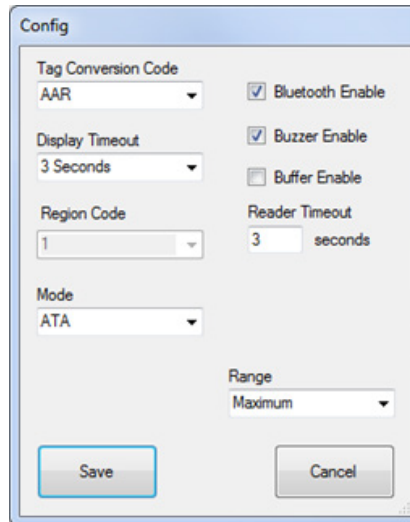 Config
Tag Conversion Code
AAR
Bluetooth Enable
Display Timeout
3 Seconds
Buzzer Enable
Buffer Enable
Region Code
1
Reader Timeout
3 seconds
Mode
ATA
Range
Maximum
Save
Cancel